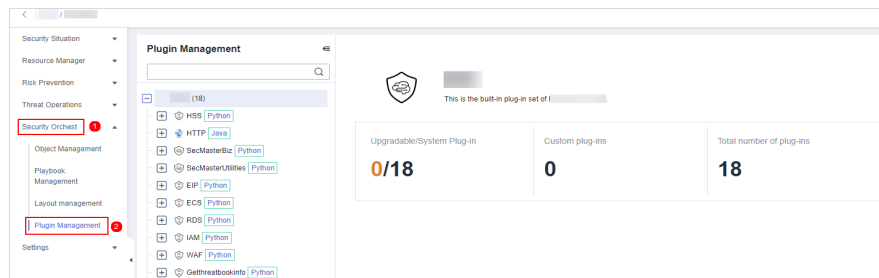 /
Security Situation
Resource Manager
Risk Prevention
Threat Operations
Security Orchest 1
Object Management
Playbook
Management
Layout management
Plugin Management 2
Settings
Plugin Management
(18)
HSS Python
HTTP Java
SecMasterBiz Python
SecMasterUtilities Python
EIP Python
ECS Python
RDS Python
IAM Python
WAF Python
Getthreatbookinfo Python
This is the built-in plug-in set of
Upgradable/System Plug-in
0/18
Custom plug-ins
0
Total number of plug-ins
18